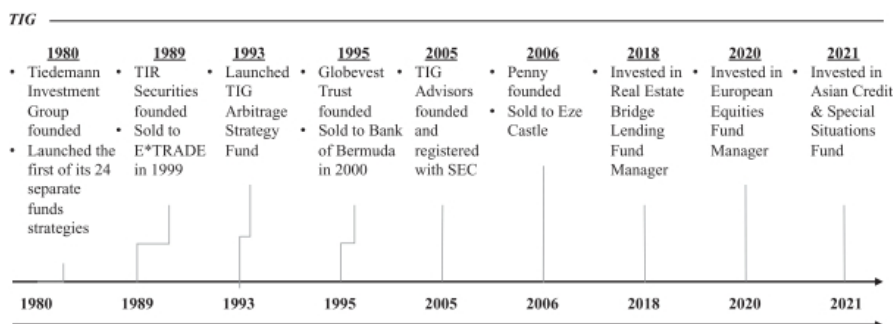 TIG
1980
• Tiedemann
Investment
Group
founded
• Launched the
first of its 24
separate
funds
strategies
1989
• TIR
Securities
founded
• Sold to
E*TRADE
in 1999
1993
• Launched
TIG
Arbitrage
Strategy
Fund
1995
• Globevest
Trust
founded
• Sold to Bank
of Bermuda
in 2000
2005
• TIG
Advisors
founded
and
registered
with SEC
2006
• Penny
founded
• Sold to Eze
Castle
2018
• Invested in
Real Estate
Bridge
Lending
Fund
Manager
2020
• Invested in
European
Equities
Fund
Manager
2021
• Invested in
Asian Credit
& Special
Situations
Fund
1980 1989 1993 1995 2005 2006 2018 2020 2021